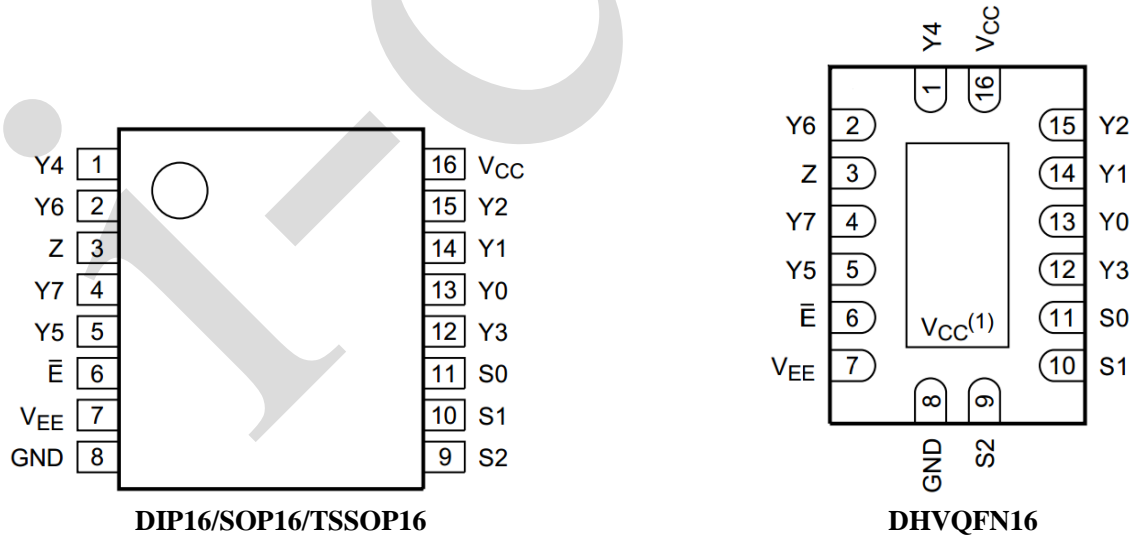 Y4 1 16 VCC
Y6 2 15 Y2
Z 3 14 Y1
Y7 4 13 Y0
Y5 5 12 Y3
E̅ 6 11 S0
VEE 7 10 S1
GND 8 9 S2
DIP16/SOP16/TSSOP16
Y4 VCC
1 16
Y6 2 15 Y2
Z 3 14 Y1
Y7 4 13 Y0
Y5 5 12 Y3
E̅ 6 11 S0
VCC(1)
VEE 7 10 S1
8 9
GND S2
DHVQFN16